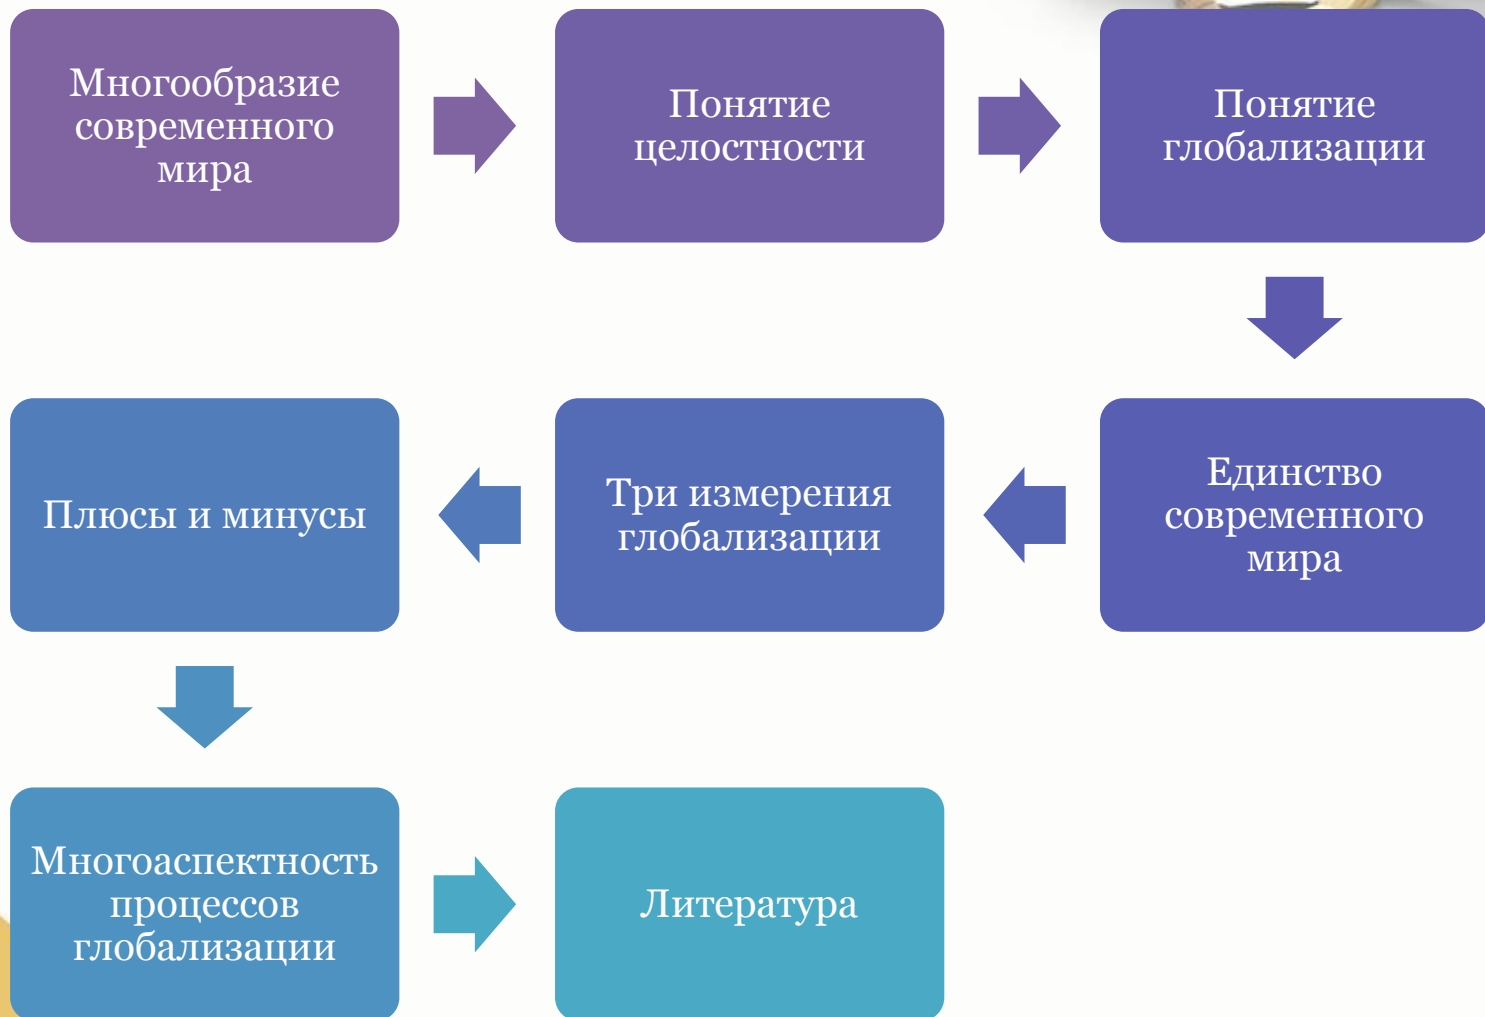 Многообразие
современного
мира
Понятие
целостности
Понятие
глобализации
Единство
современного
мира
Три измерения
глобализации
Плюсы и минусы
Многоаспектность
процессов
глобализации
Литература